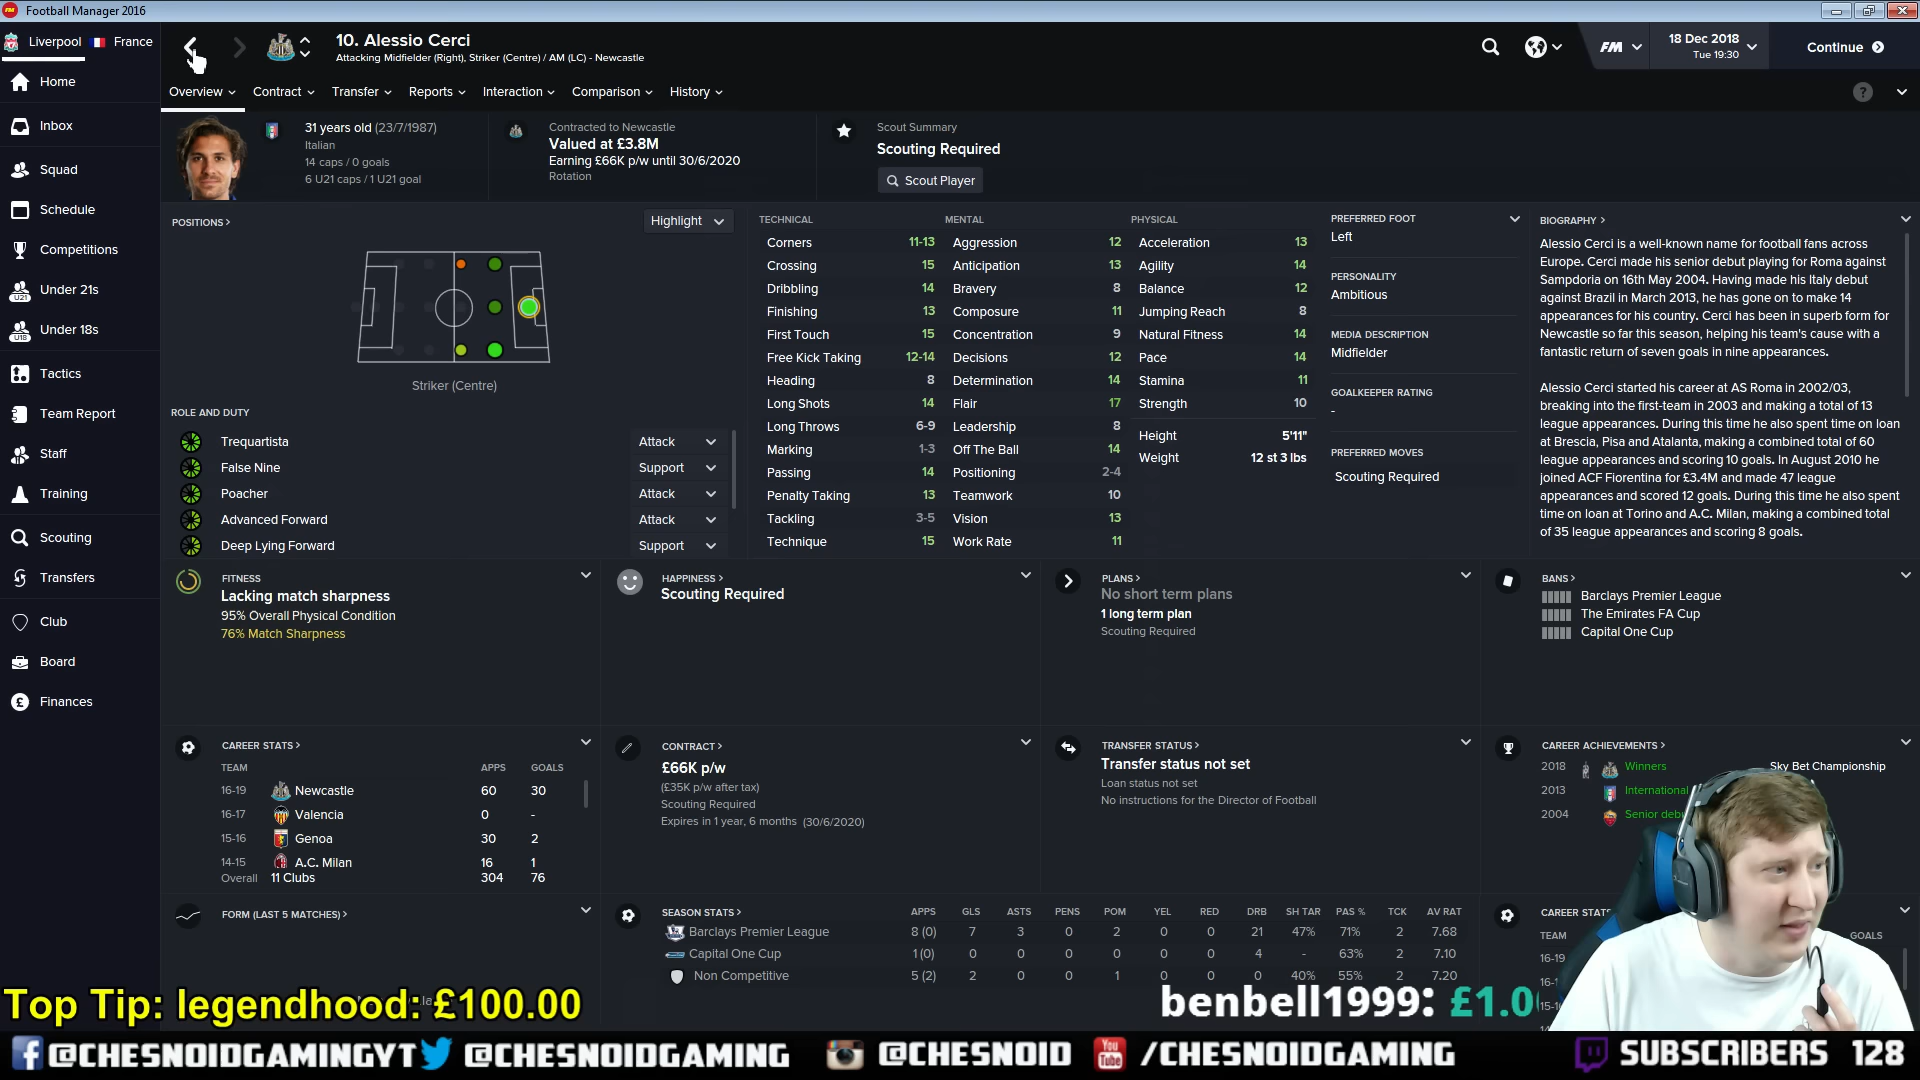 Football Manager 2016
Liverpool France
10. Alessio Cerci
Attacking Midfielder (Right), Striker (Centre) / AM (LC) - Newcastle
FM
18 Dec 2018
Tue 19:30
Continue
Home
Inbox
Squad
Schedule
Competitions
Under 21s
Under 18s
Tactics
Team Report
Staff
Training
Scouting
Transfers
Club
Board
Finances
Overview Contract Transfer Reports Interaction Comparison History
31 years old (23/7/1987)
Italian
14 caps / 0 goals
6 U21 caps / 1 U21 goal
Contracted to Newcastle
Valued at £3.8M
Earning £66K p/w until 30/6/2020
Rotation
Scout Summary
Scouting Required
Scout Player
POSITIONS >
Highlight
Striker (Centre)
ROLE AND DUTY
Trequartista Attack
False Nine Support
Poacher Attack
Advanced Forward Attack
Deep Lying Forward Support
TECHNICAL
Corners 11-13
Crossing 15
Dribbling 14
Finishing 13
First Touch 15
Free Kick Taking 12-14
Heading 8
Long Shots 14
Long Throws 6-9
Marking 1-3
Passing 14
Penalty Taking 13
Tackling 3-5
Technique 15
MENTAL
Aggression 12
Anticipation 13
Bravery 8
Composure 11
Concentration 9
Decisions 12
Determination 14
Flair 17
Leadership 8
Off The Ball 14
Positioning 2-4
Teamwork 10
Vision 13
Work Rate 11
PHYSICAL
Acceleration 13
Agility 14
Balance 12
Jumping Reach 8
Natural Fitness 14
Pace 14
Stamina 11
Strength 10
Height 5'11"
Weight 12 st 3 lbs
PREFERRED FOOT
Left
PERSONALITY
Ambitious
MEDIA DESCRIPTION
Midfielder
GOALKEEPER RATING
-
PREFERRED MOVES
Scouting Required
BIOGRAPHY >
Alessio Cerci is a well-known name for football fans across
Europe. Cerci made his senior debut playing for Roma against
Sampdoria on 16th May 2004. Having made his Italy debut
against Brazil in March 2013, he has gone on to make 14
appearances for his country. Cerci has been in superb form for
Newcastle so far this season, helping his team's cause with a
fantastic return of seven goals in nine appearances.
Alessio Cerci started his career at AS Roma in 2002/03,
breaking into the first-team in 2003 and making a total of 13
league appearances. During this time he also spent time on loan
at Brescia, Pisa and Atalanta, making a combined total of 60
league appearances and scoring 10 goals. In August 2010 he
joined ACF Fiorentina for £3.4M and made 47 league
appearances and scored 12 goals. During this time he also spent
time on loan at Torino and A.C. Milan, making a combined total
of 35 league appearances and scoring 8 goals.
FITNESS
Lacking match sharpness
95% Overall Physical Condition
76% Match Sharpness
HAPPINESS >
Scouting Required
PLANS >
No short term plans
1 long term plan
Scouting Required
BANS >
Barclays Premier League
The Emirates FA Cup
Capital One Cup
CAREER STATS >
TEAM APPS GOALS
16-19 Newcastle 60 30
16-17 Valencia 0 -
15-16 Genoa 30 2
14-15 A.C. Milan 16 1
Overall 11 Clubs 304 76
CONTRACT >
£66K p/w
(£35K p/w after tax)
Scouting Required
Expires in 1 year, 6 months (30/6/2020)
TRANSFER STATUS >
Transfer status not set
Loan status not set
No instructions for the Director of Football
CAREER ACHIEVEMENTS >
2018 Winners Sky Bet Championship
2013 International
2004 Senior
FORM (LAST 5 MATCHES) >
SEASON STATS > APPS GLS ASTS PENS POM YEL RED DRB SH TAR PAS % TCK AV RAT
Barclays Premier League 8 (0) 7 3 0 2 0 0 21 47% 71% 2 7.68
Capital One Cup 1 (0) 0 0 0 0 0 0 4 - 63% 2 7.10
Non Competitive 5 (2) 2 0 0 1 0 0 0 40% 55% 2 7.20
CAREER
TEAM GOALS
16-19
Top Tip: legendhood: £100.00
benbell1999: £1.0
@CHESNOIDGAMINGYT @CHESNOIDGAMING @CHESNOID You Tube /CHESNOIDGAMING SUBSCRIBERS 128